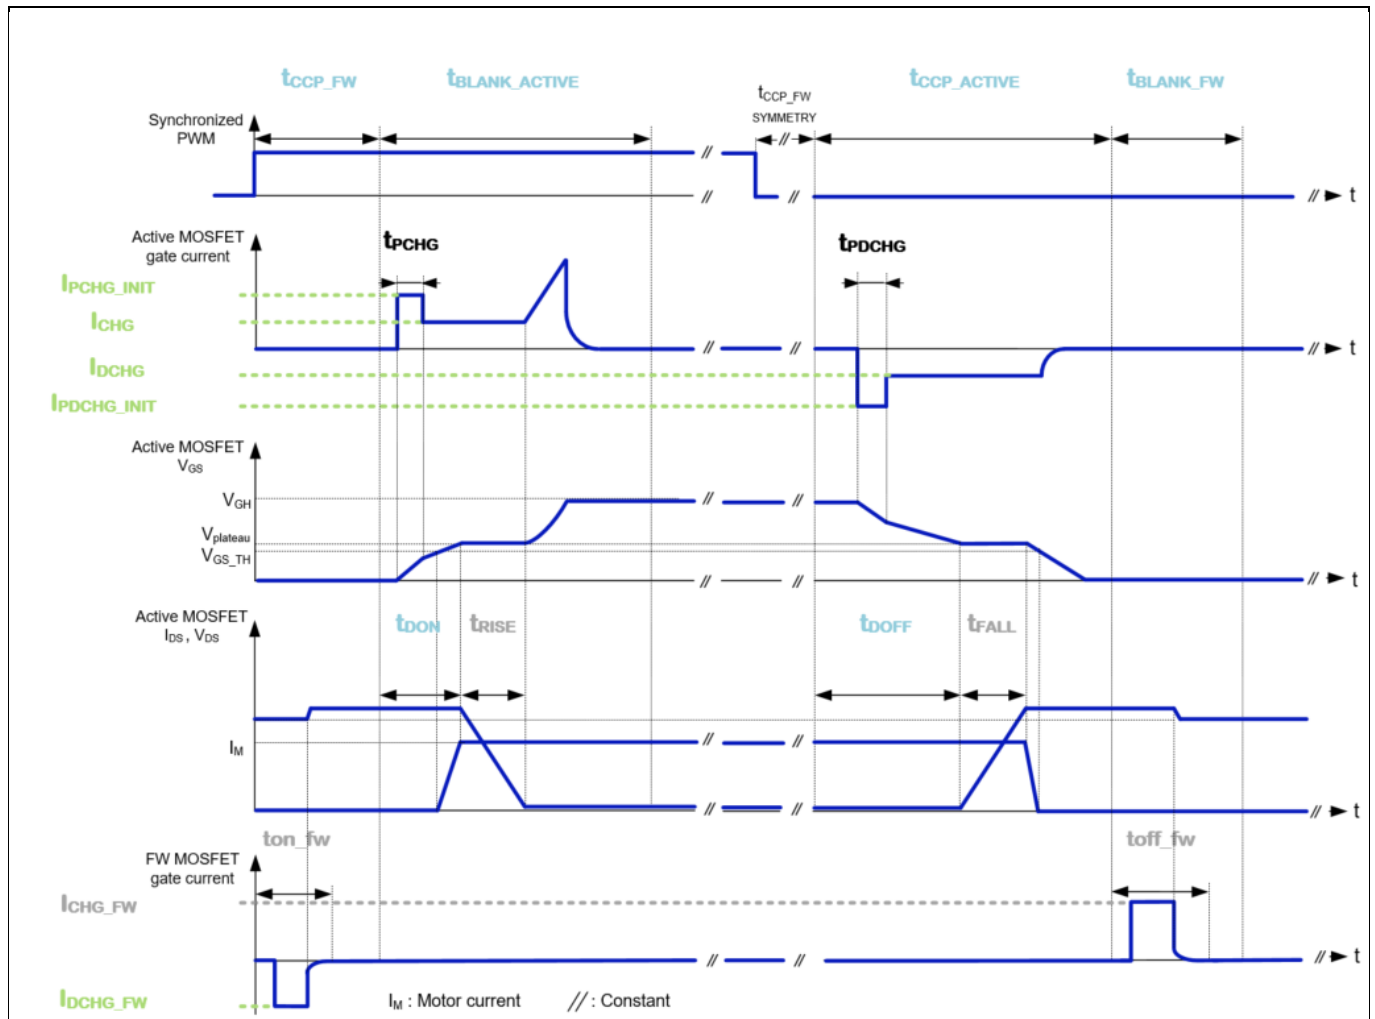 tCCP_FW
tBLANK_ACTIVE
tCCP_FW
SYMMETRY
tCCP_ACTIVE
tBLANK_FW
Synchronized
PWM
// // // // t
Active MOSFET
gate current
tPCHG
tPDCHG
IPCHG_INIT
ICHG
IDCHG
IPDCHG_INIT
// // // t
Active MOSFET
VGS
VGH
Vplateau
VGS_TH
// // // t
Active MOSFET
IDS , VDS
tDON
tRISE
tDOFF
tFALL
IM
// // // t
ton_fw
toff_fw
FW MOSFET
gate current
ICHG_FW
// // // t
IDCHG_FW
IM : Motor current
// : Constant